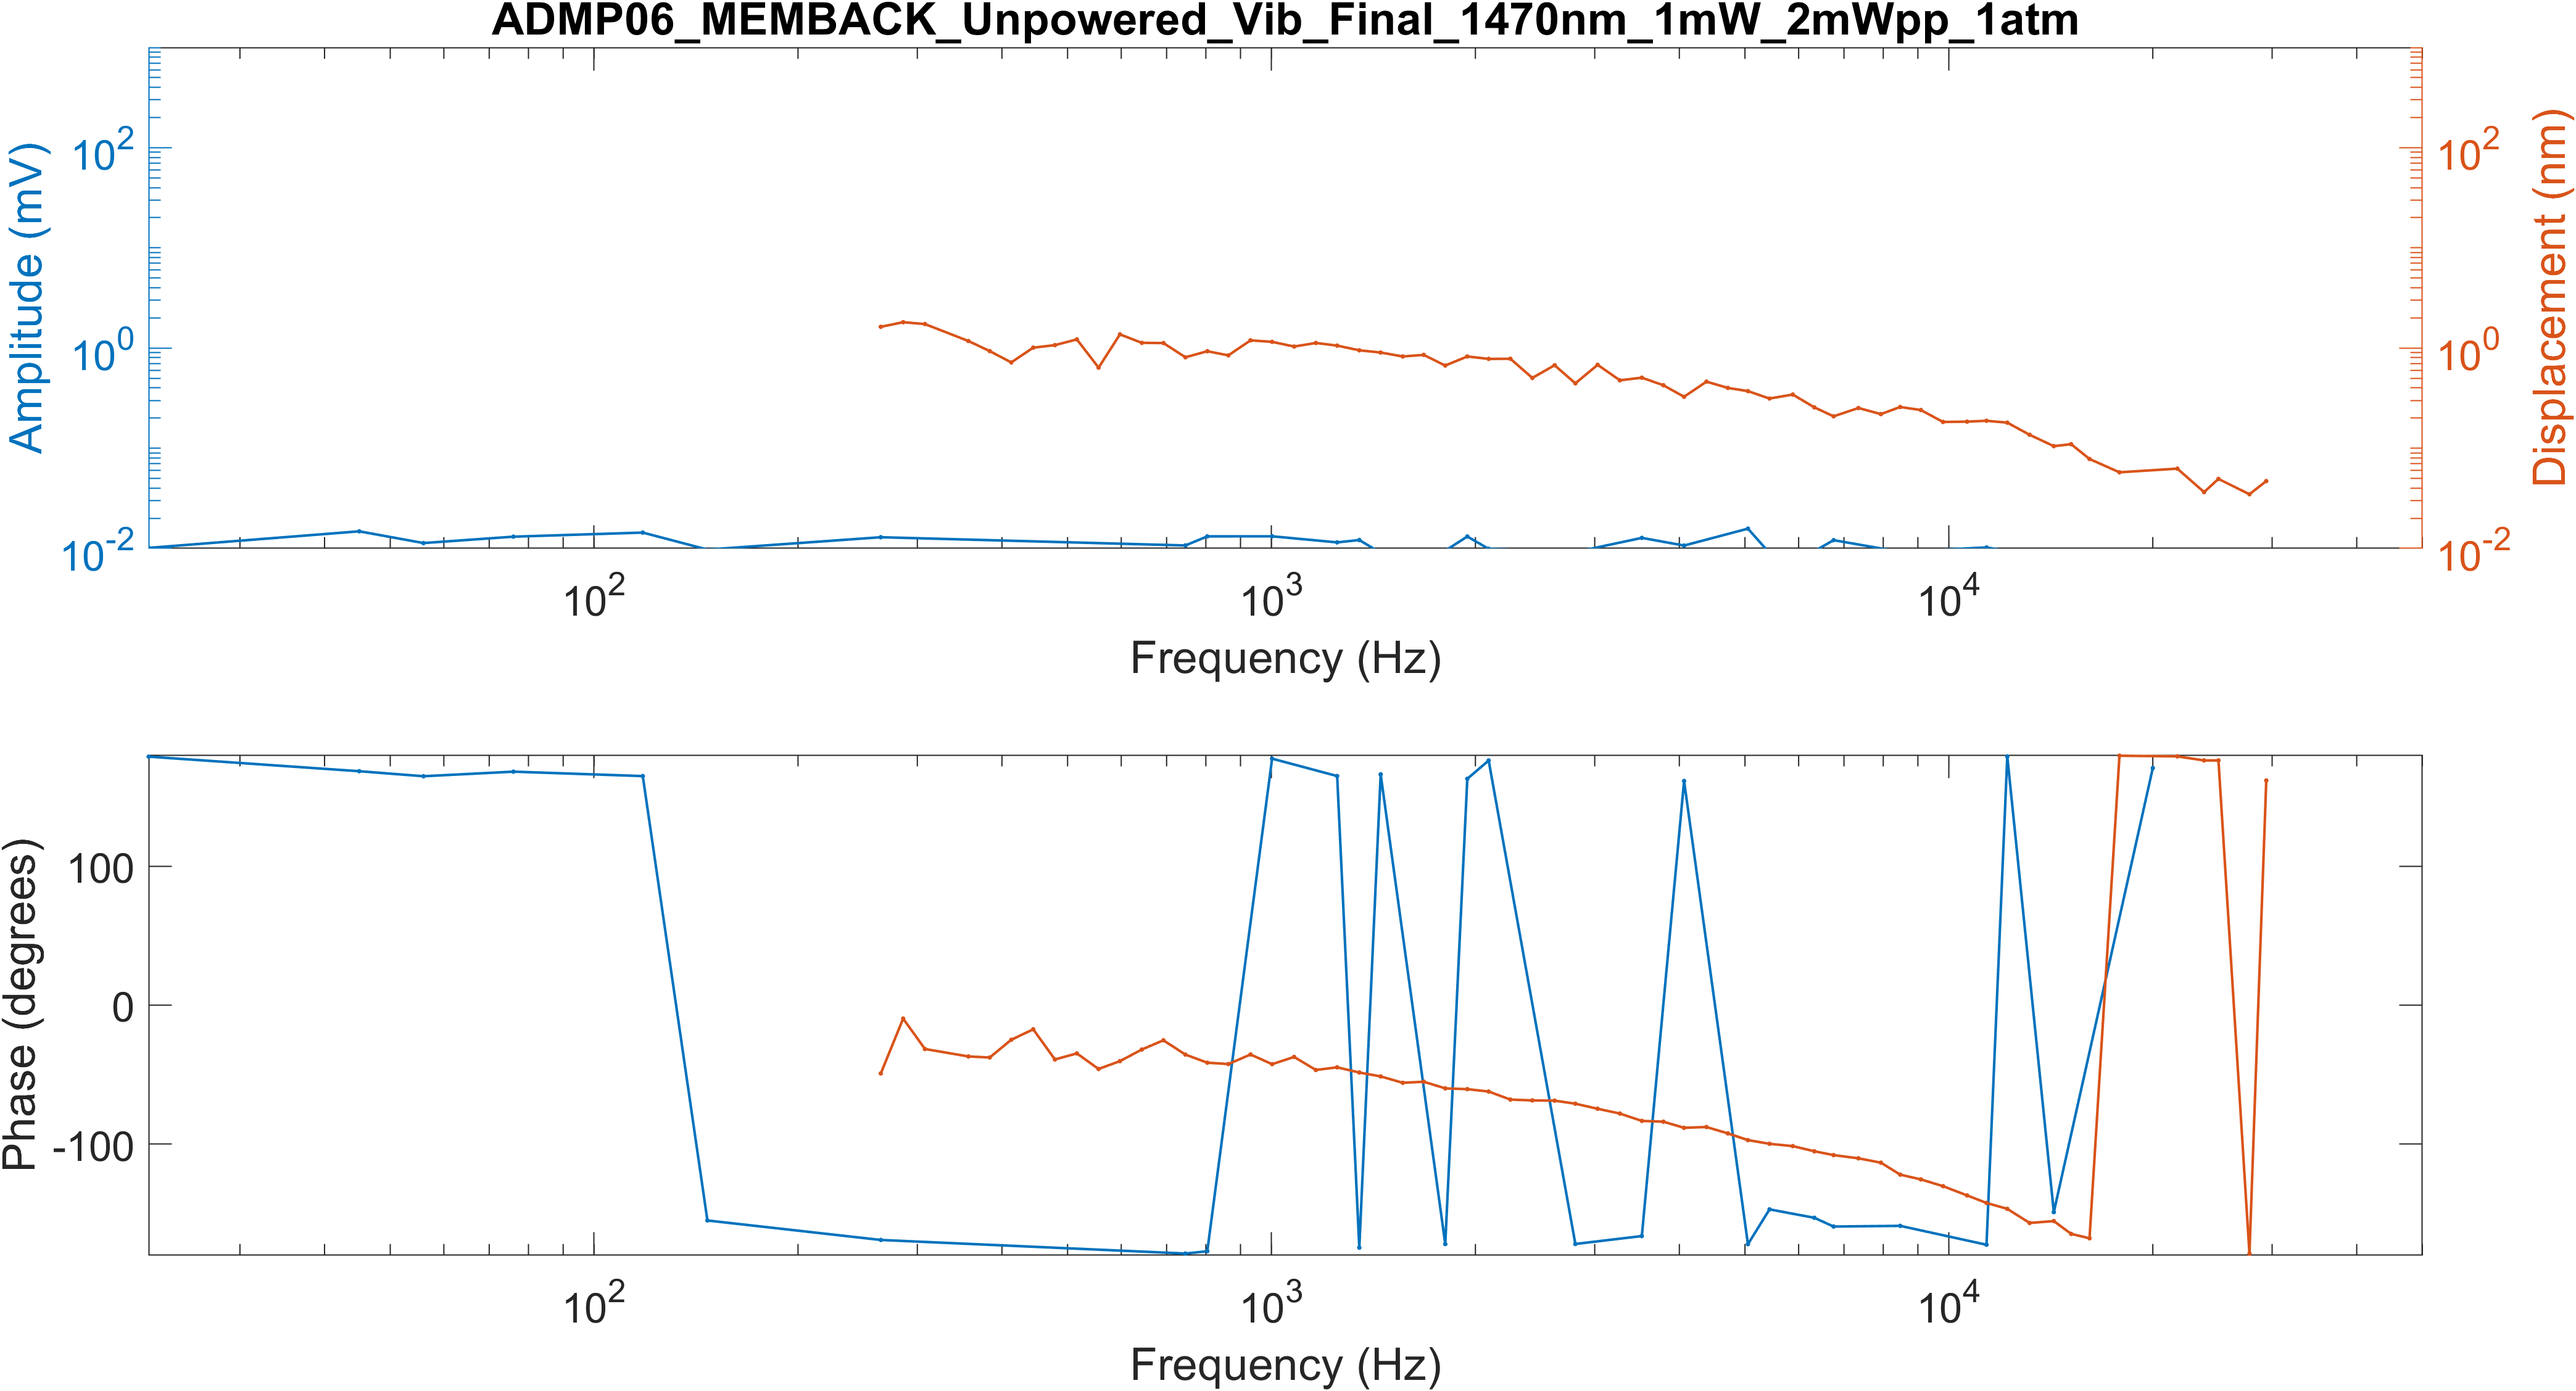 ADMP06_MEMBACK_Unpowered_Vib_Final_1470nm_1mW_2mWpp_1atm
Amplitude (mV)
10^2
10^0
10^-2
Displacement (nm)
10^2
10^0
10^-2
10^2 10^3 10^4
Frequency (Hz)
Phase (degrees)
100
0
-100
10^2 10^3 10^4
Frequency (Hz)